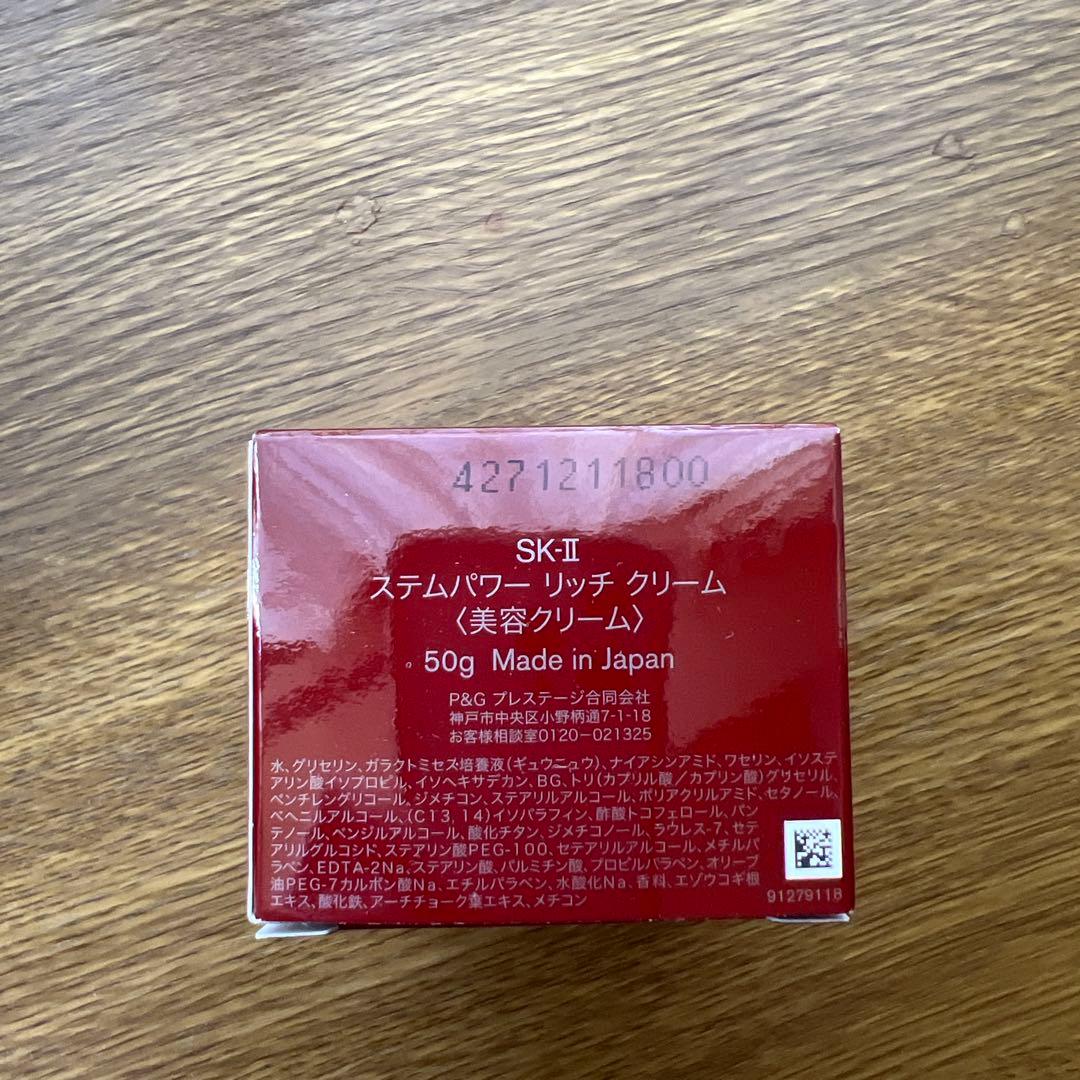 4271211800
SK-Ⅱ
ステムパワー リッチ クリーム
〈美容クリーム〉
50g Made in Japan
P&G プレステージ合同会社
神戸市中央区小野柄通7-1-18
お客様相談室0120-021325
水、グリセリン、ガラクトミセス培養液(ギュウニュウ)、ナイアシンアミド、ワセリン、イソステ
アリン酸イソプロピル、イソヘキサデカン、BG、トリ(カプリル酸/カプリン酸)グリセリル、
ペンチレングリコール、ジメチコン、ステアリルアルコール、ポリアクリルアミド、セタノール、
ベヘニルアルコール、(C13,14)イソパラフィン、酢酸トコフェロール、パン
テノール、ベンジルアルコール、酸化チタン、ジメチコノール、ラウレス-7、セテ
アリルグルコシド、ステアリン酸PEG-100、セテアリルアルコール、メチルパ
ラベン、EDTA-2Na、ステアリン酸、パルミチン酸、プロピルパラベン、オリーブ
油PEG-7カルボン酸Na、エチルパラベン、水酸化Na、香料、エゾウコギ根
エキス、酸化鉄、アーチチョーク葉エキス、メチコン
91279118